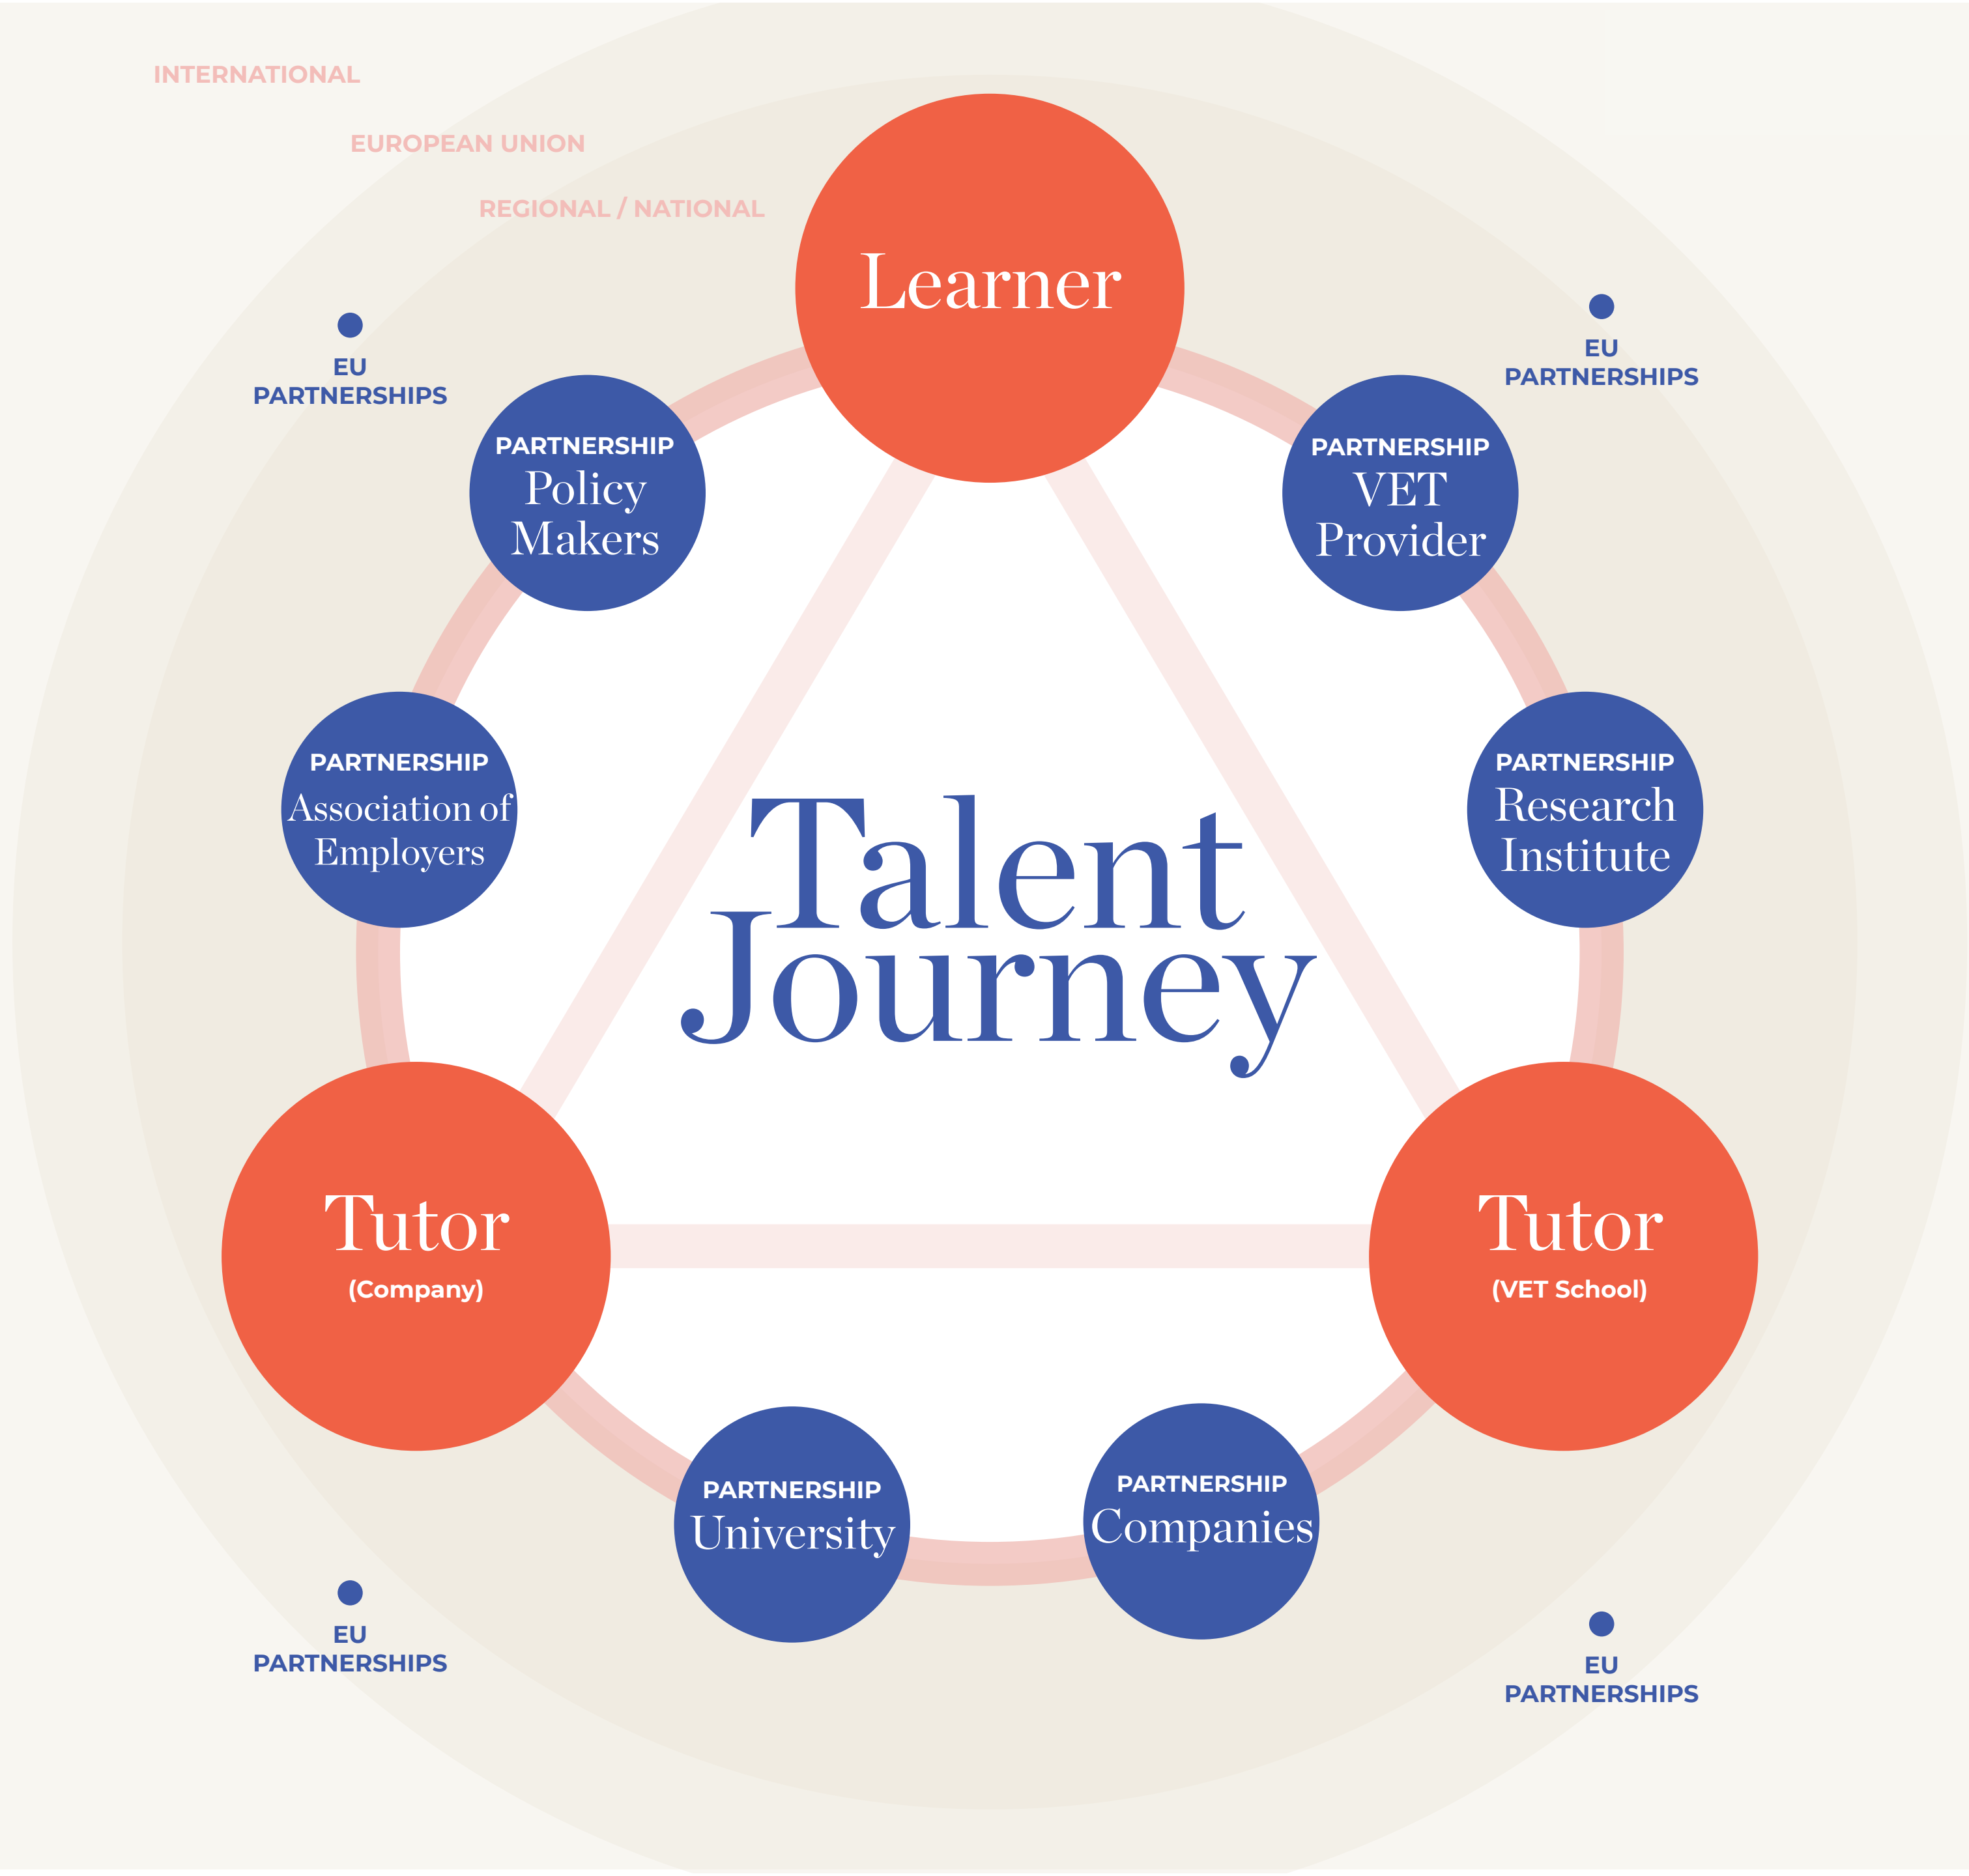 INTERNATIONAL
EUROPEAN UNION
REGIONAL / NATIONAL
Learner
EU
PARTNERSHIPS
EU
PARTNERSHIPS
PARTNERSHIP
Policy
Makers
PARTNERSHIP
VET
Provider
PARTNERSHIP
Association of
Employers
PARTNERSHIP
Research
Institute
Talent
Journey
Tutor
(Company)
Tutor
(VET School)
PARTNERSHIP
University
PARTNERSHIP
Companies
EU
PARTNERSHIPS
EU
PARTNERSHIPS